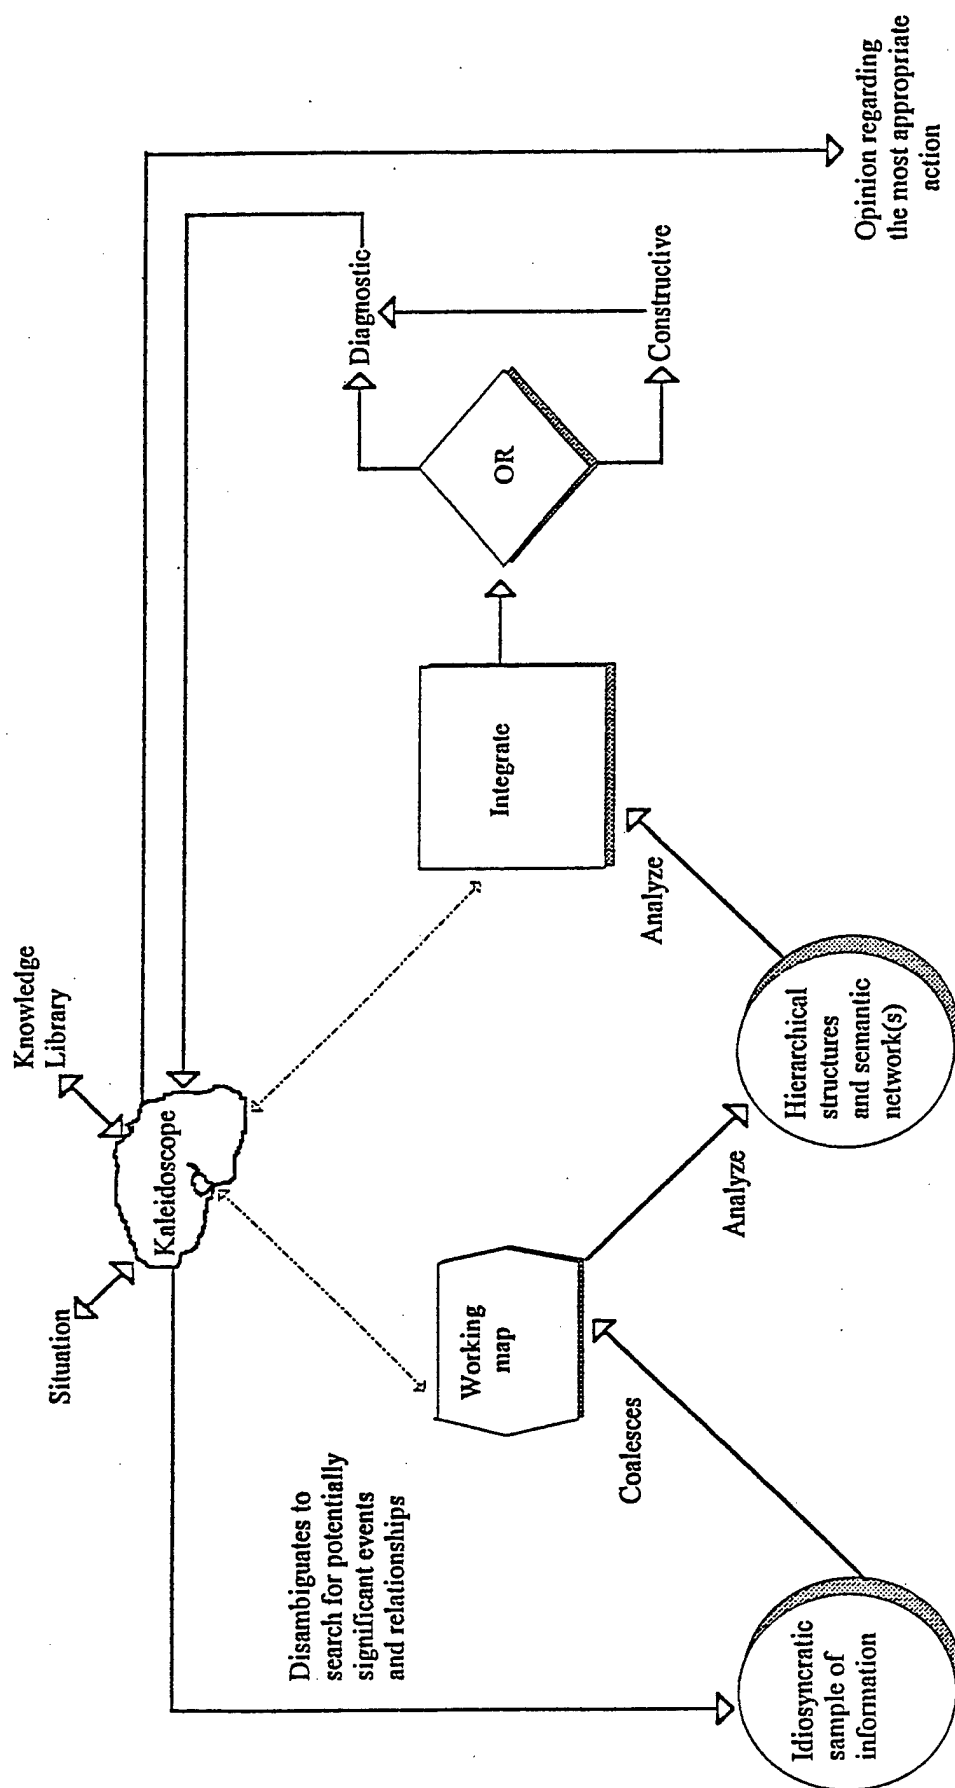 Situation
Knowledge
Library
Kaleidoscope
Disambiguates to
search for potentially
significant events
and relationships
Idiosyncratic
sample of
information
Coalesces
Working
map
Analyze
Hierarchical
structures
and semantic
network(s)
Analyze
Integrate
OR
Diagnostic
Constructive
Opinion regarding
the most appropriate
action